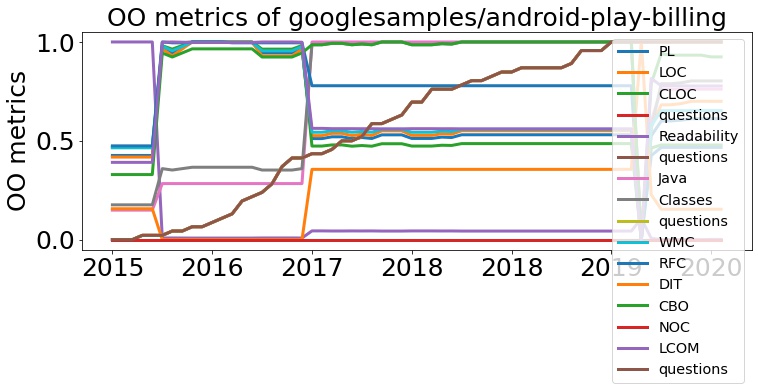 OO metrics of googlesamples/android-play-billing
OO metrics
1.0
0.5
0.0
2015 2016 2017 2018 2018 2019 2020
PL
LOC
CLOC
questions
Readability
questions
Java
Classes
questions
WMC
RFC
DIT
CBO
NOC
LCOM
questions